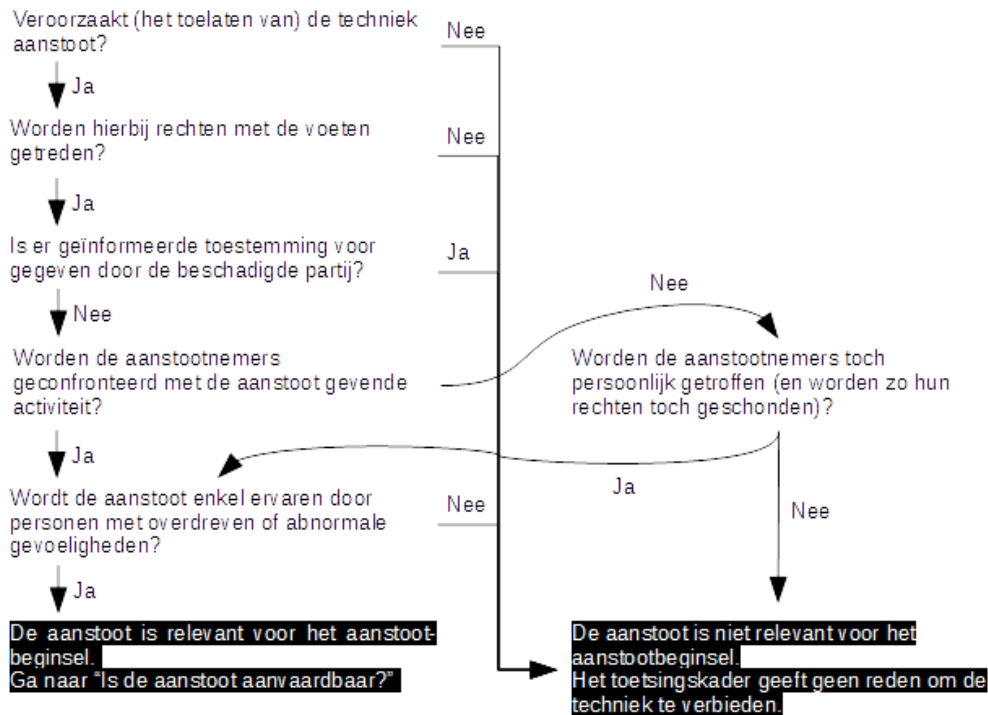 Veroorzaakt (het toelaten van) de techniek
aanstoot?
Nee
Ja
Worden hierbij rechten met de voeten
getreden?
Nee
Ja
Is er geïnformeerde toestemming voor
gegeven door de beschadigde partij?
Ja
Nee
Nee
Worden de aanstootnemers
geconfronteerd met de aanstoot gevende
activiteit?
Worden de aanstootnemers toch
persoonlijk getroffen (en worden zo hun
rechten toch geschonden)?
Ja
Ja
Nee
Wordt de aanstoot enkel ervaren door
personen met overdreven of abnormale
gevoeligheden?
Nee
Ja
De aanstoot is relevant voor het aanstoot-
beginsel.
Ga naar “Is de aanstoot aanvaardbaar?”
De aanstoot is niet relevant voor het
aanstootbeginsel.
Het toetsingskader geeft geen reden om de
techniek te verbieden.